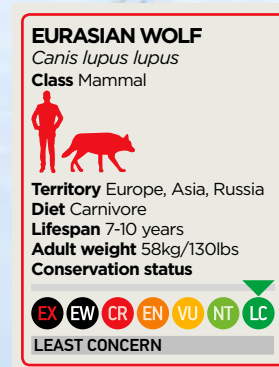 EURASIAN WOLF
Canis lupus lupus
Class Mammal
Territory Europe, Asia, Russia
Diet Carnivore
Lifespan 7-10 years
Adult weight 58kg/130lbs
Conservation status
EX EW CR EN VU NT LC
LEAST CONCERN